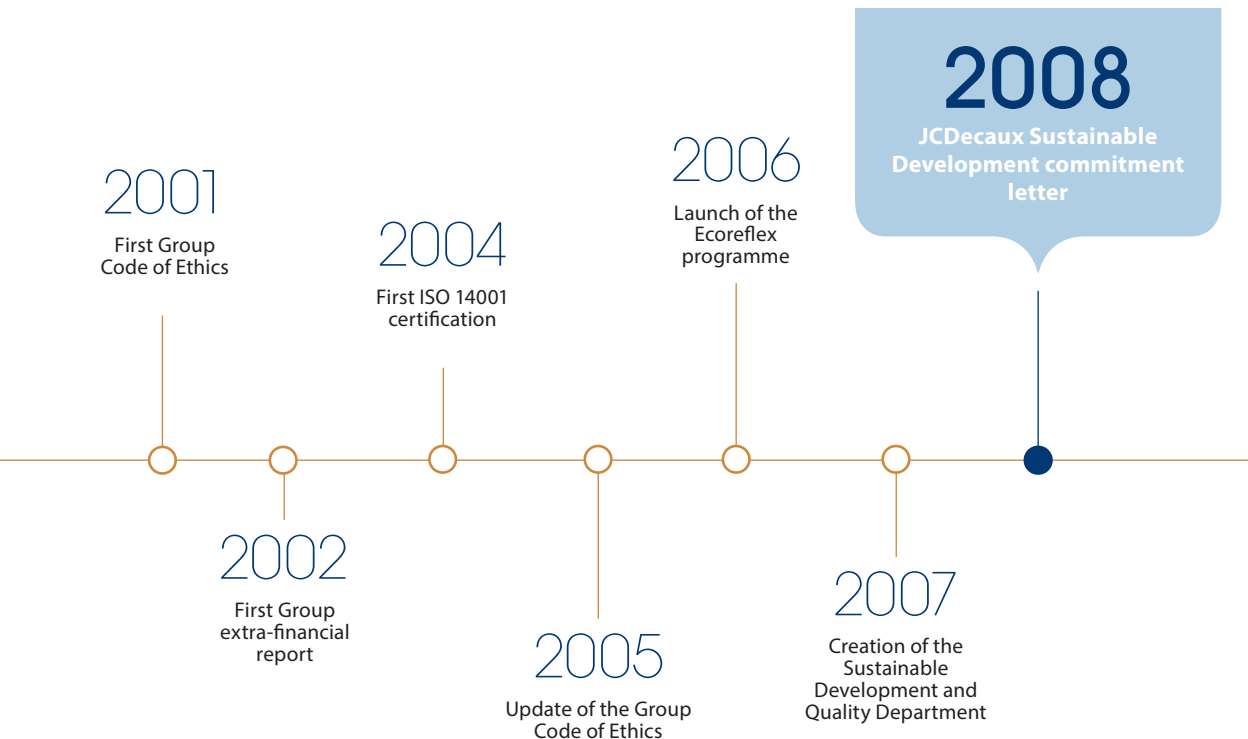 2001
First Group
Code of Ethics
2002
First Group
extra-financial
report
2004
First ISO 14001
certification
2005
Update of the Group
Code of Ethics
2006
Launch of the
Ecoreflex
programme
2007
Creation of the
Sustainable
Development and
Quality Department
2008
JCDecaux Sustainable
Development commitment
letter